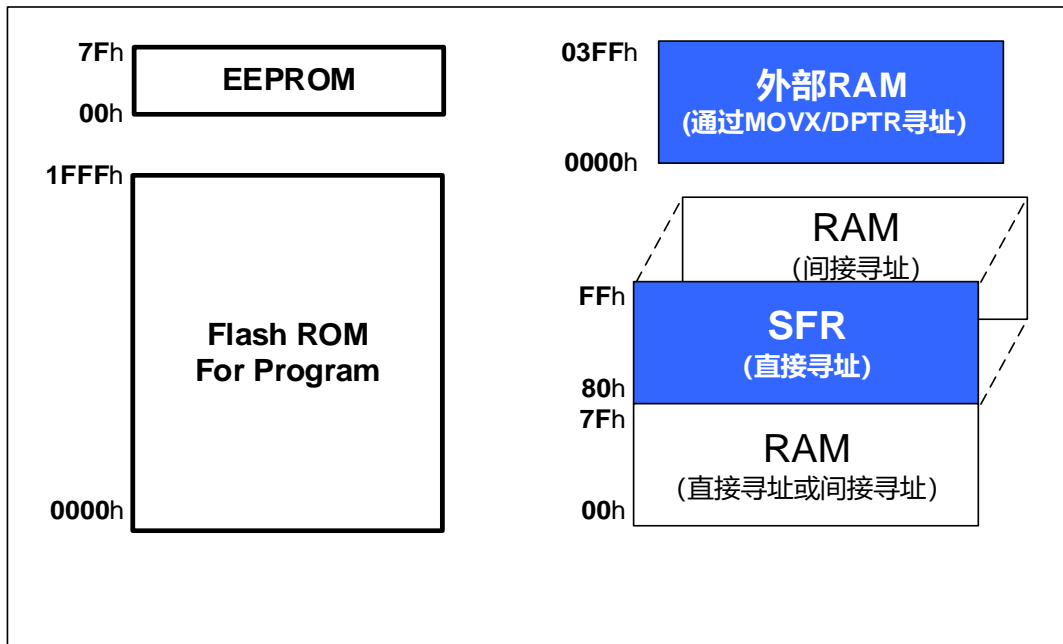 7Fh
EEPROM
00h
1FFFh
Flash ROM
For Program
0000h
03FFh
外部RAM
(通过MOVX/DPTR寻址)
0000h
RAM
(间接寻址)
FFh
SFR
(直接寻址)
80h
7Fh
RAM
(直接寻址或间接寻址)
00h